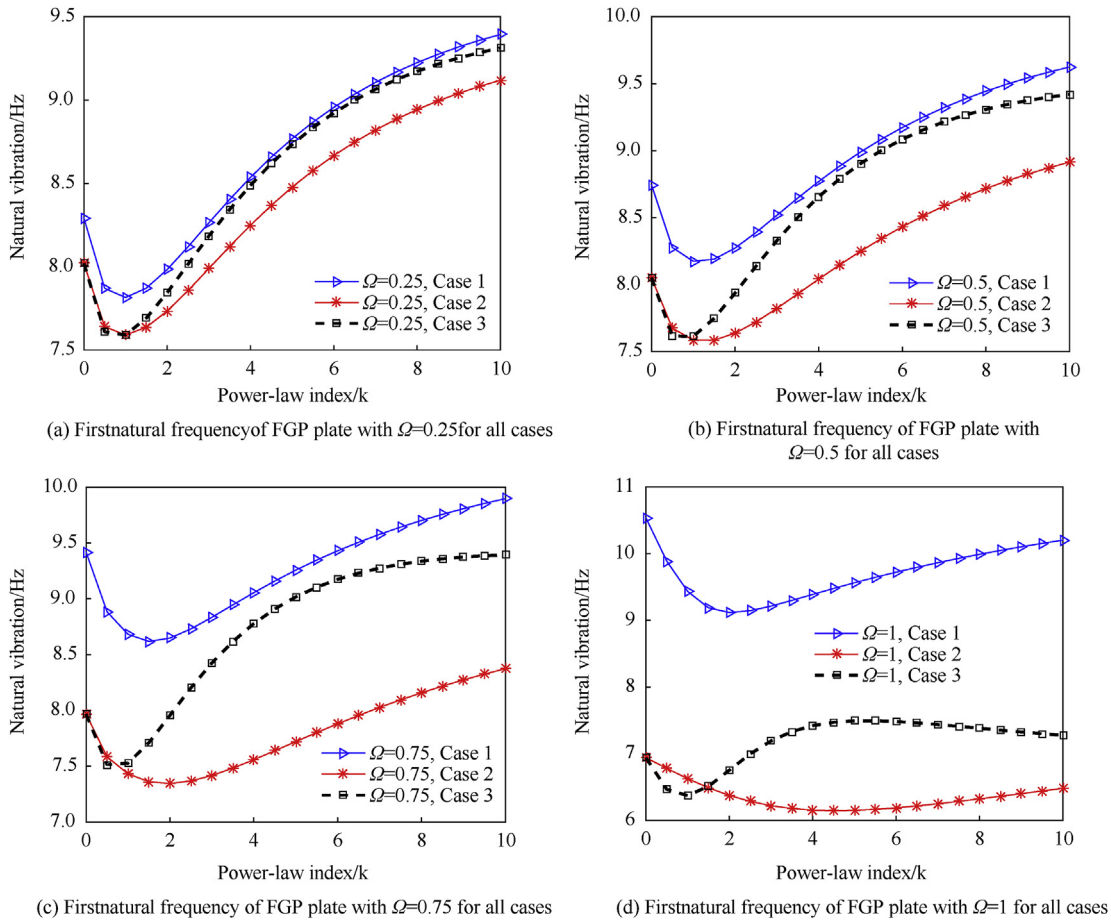 9.5
9.0
8.5
8.0
7.5
Natural vibration/Hz
Ω=0.25, Case 1
Ω=0.25, Case 2
Ω=0.25, Case 3
0 2 4 6 8 10
Power-law index/k
(a) Firstnatural frequencyof FGP plate with Ω=0.25for all cases
10.0
9.5
9.0
8.5
8.0
7.5
Natural vibration/Hz
Ω=0.5, Case 1
Ω=0.5, Case 2
Ω=0.5, Case 3
0 2 4 6 8 10
Power-law index/k
(b) Firstnatural frequency of FGP plate with
Ω=0.5 for all cases
10.0
9.5
9.0
8.5
8.0
7.5
7.0
Natural vibration/Hz
Ω=0.75, Case 1
Ω=0.75, Case 2
Ω=0.75, Case 3
0 2 4 6 8 10
Power-law index/k
(c) Firstnatural frequency of FGP plate with Ω=0.75 for all cases
11
10
9
8
7
6
Natural vibration/Hz
Ω=1, Case 1
Ω=1, Case 2
Ω=1, Case 3
0 2 4 6 8 10
Power-law index/k
(d) Firstnatural frequency of FGP plate with Ω=1 for all cases